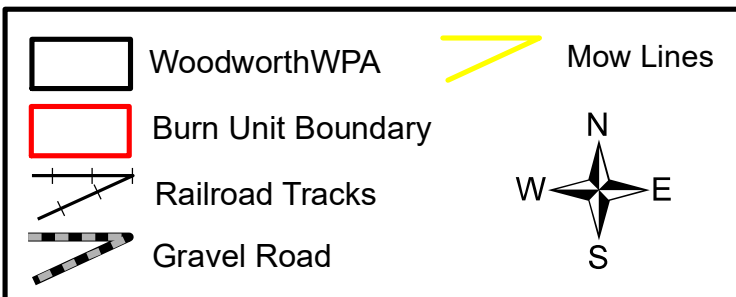 WoodworthWPA
Mow Lines
Burn Unit Boundary
Railroad Tracks
Gravel Road
N
W E
S